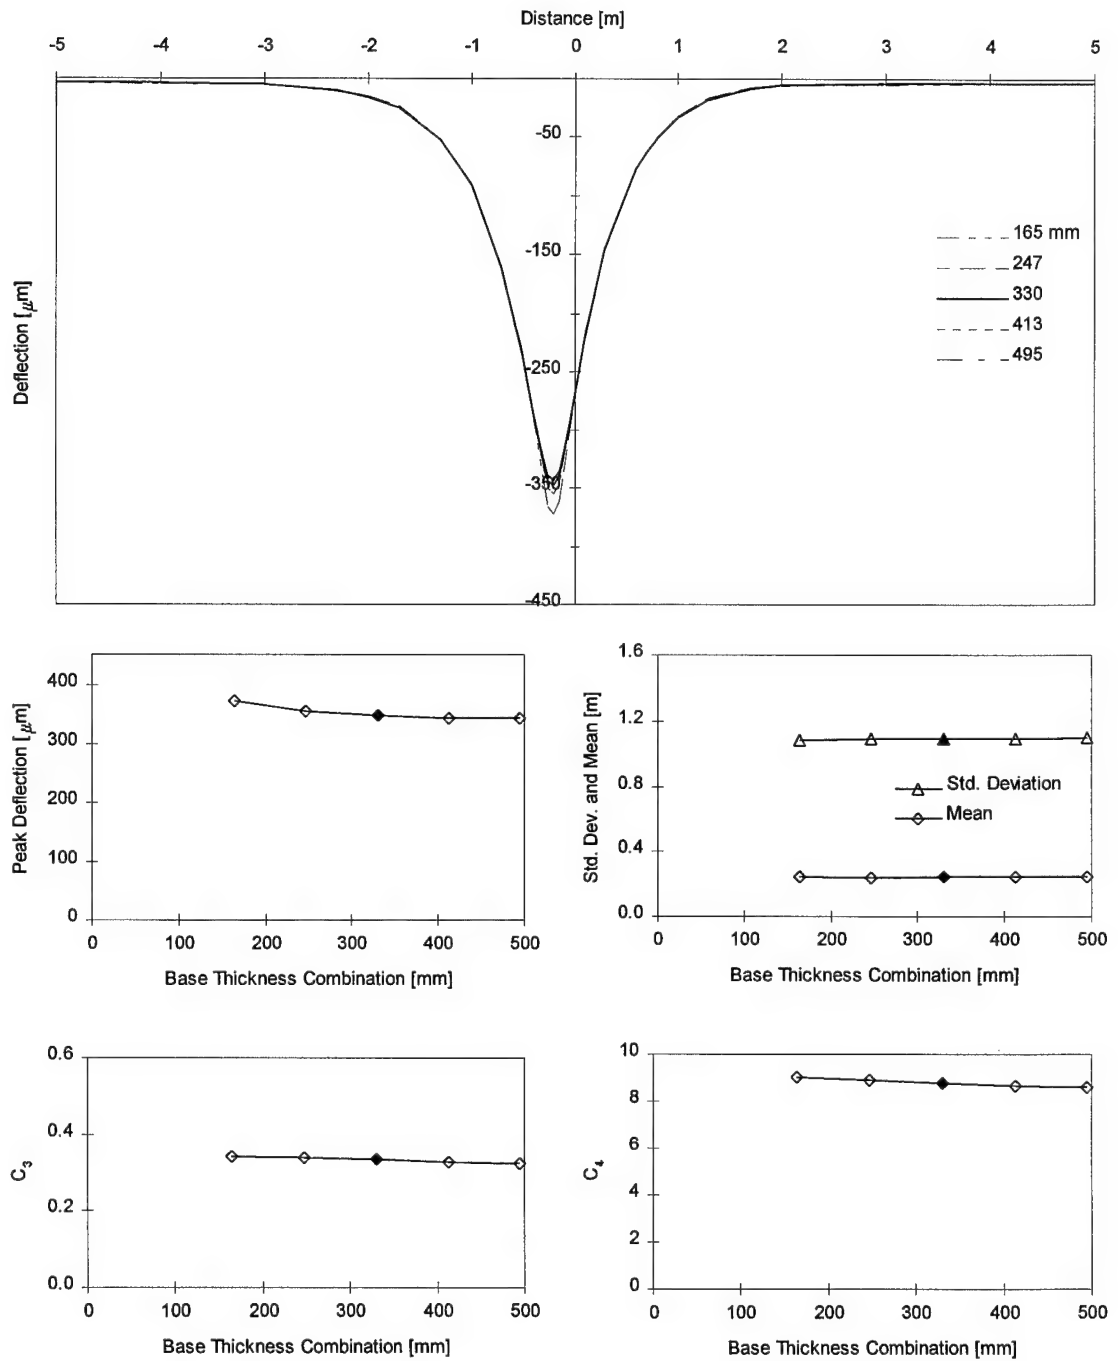 Distance [m]
-5 -4 -3 -2 -1 0 1 2 3 4 5
-50
-150
-250
-350
-450
Deflection [μm]
165 mm
247
330
413
495
400
300
200
100
0
Peak Deflection [μm]
0 100 200 300 400 500
Base Thickness Combination [mm]
1.6
1.2
0.8
0.4
0.0
Std. Dev. and Mean [m]
Std. Deviation
Mean
0 100 200 300 400 500
Base Thickness Combination [mm]
0.6
0.4
0.2
0.0
C₃
0 100 200 300 400 500
Base Thickness Combination [mm]
10
8
6
4
2
0
C₄
0 100 200 300 400 500
Base Thickness Combination [mm]